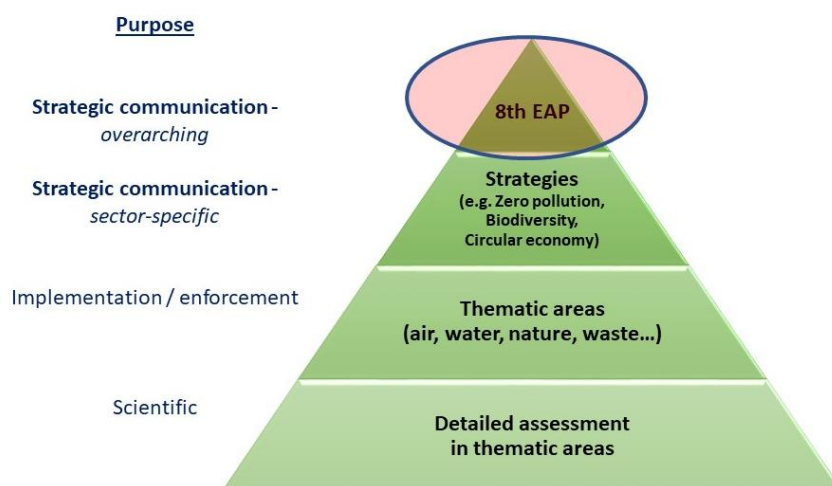 Purpose
8th EAP
Strategic communication -
overarching
Strategies
(e.g. Zero pollution,
Biodiversity,
Circular economy)
Strategic communication -
sector-specific
Implementation / enforcement
Thematic areas
(air, water, nature, waste...)
Scientific
Detailed assessment
in thematic areas